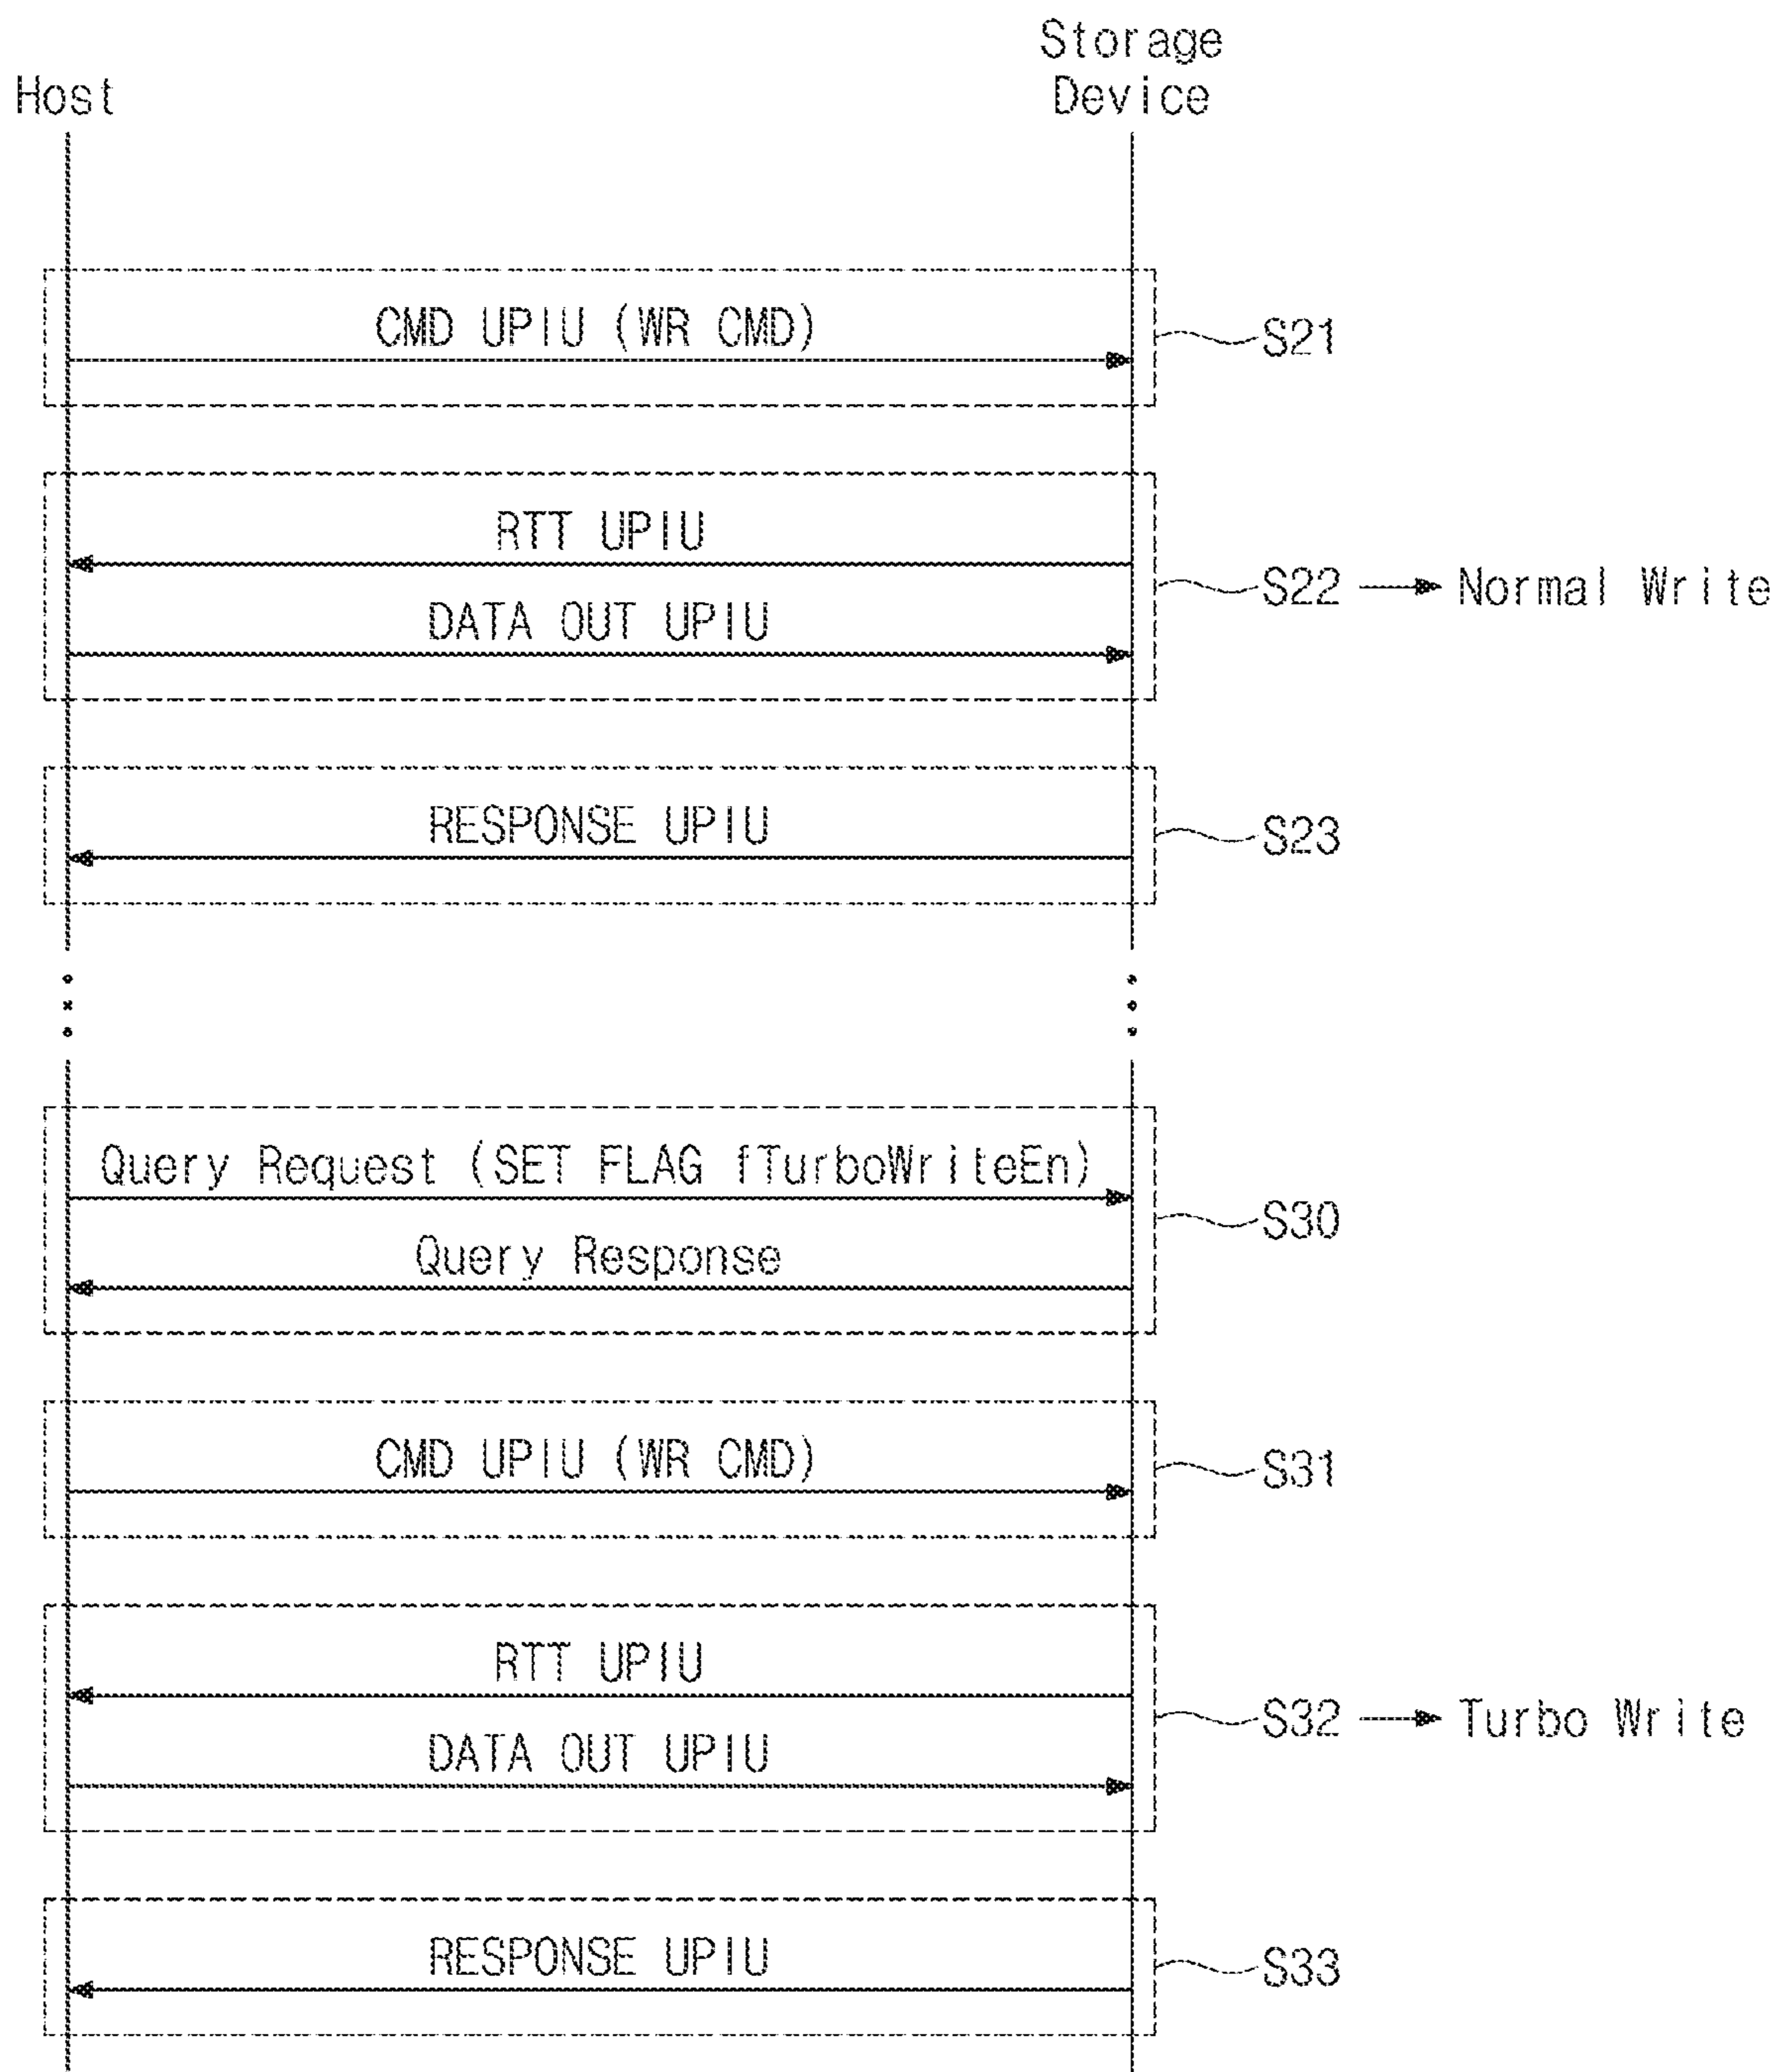 Host
Storage
Device
CMD UPIU (WR CMD)
S21
RTT UPIU
DATA OUT UPIU
S22
Normal Write
RESPONSE UPIU
S23
Query Request (SET FLAG fTurboWriteEn)
Query Response
S30
CMD UPIU (WR CMD)
S31
RTT UPIU
DATA OUT UPIU
S32
Turbo Write
RESPONSE UPIU
S33